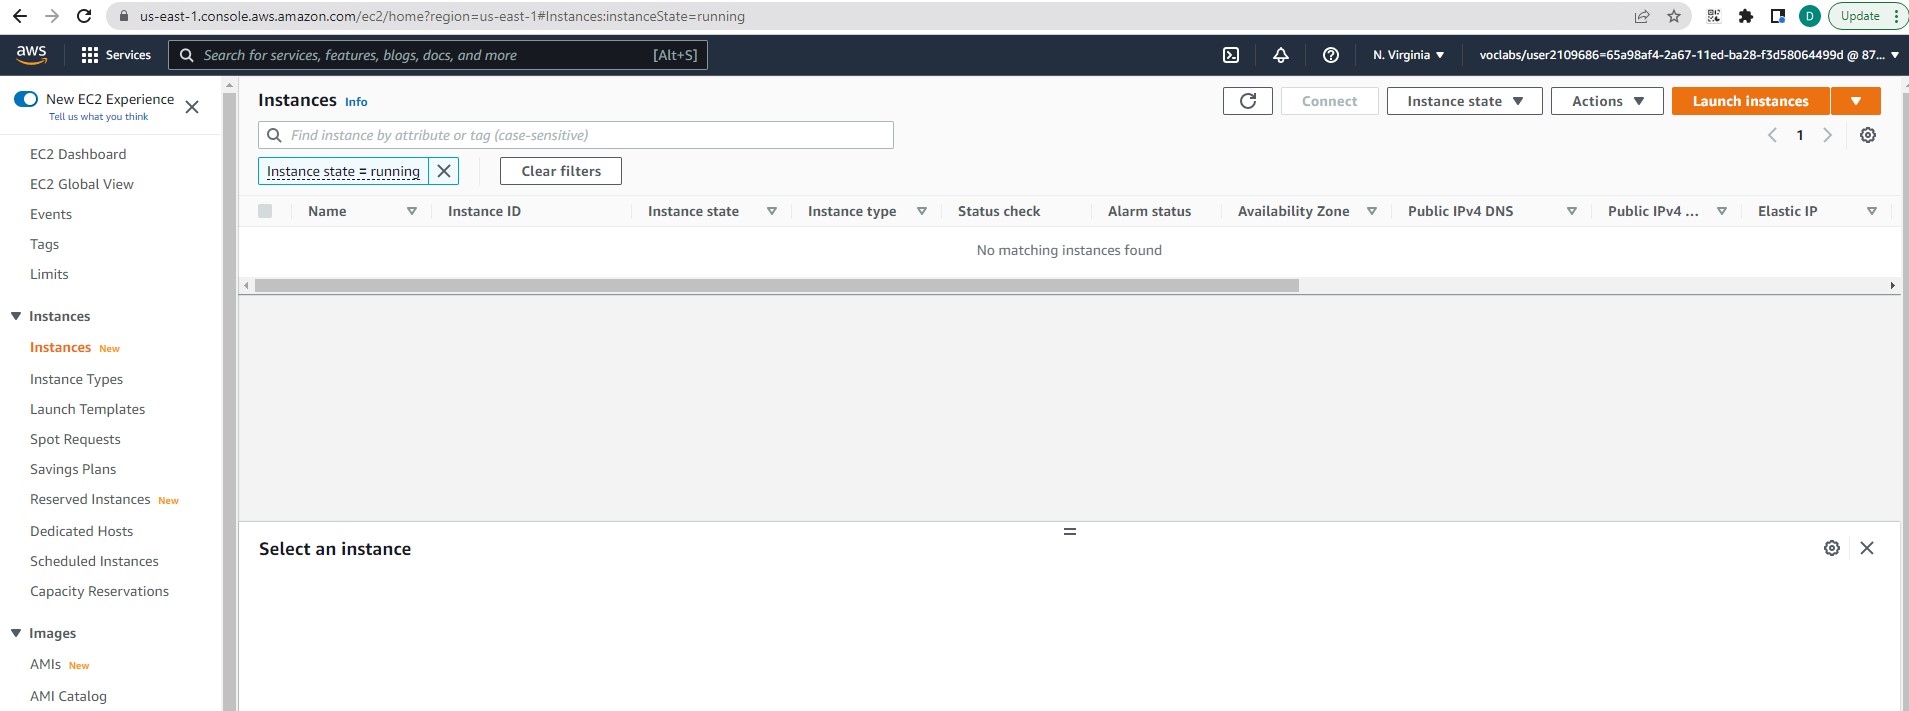 us-east-1.console.aws.amazon.com/ec2/home?region=us-east-1#Instances:instanceState=running
D
Update
aws
Services
Search for services, features, blogs, docs, and more
[Alt+S]
N. Virginia
voclabs/user2109686=65a98af4-2a67-11ed-ba28-f3d58064499d @ 87...
New EC2 Experience
Tell us what you think
EC2 Dashboard
EC2 Global View
Events
Tags
Limits
Instances
Instances New
Instance Types
Launch Templates
Spot Requests
Savings Plans
Reserved Instances New
Dedicated Hosts
Scheduled Instances
Capacity Reservations
Images
AMIs New
AMI Catalog
Instances Info
Connect
Instance state
Actions
Launch instances
Find instance by attribute or tag (case-sensitive)
1
Instance state = running
Clear filters
Name
Instance ID
Instance state
Instance type
Status check
Alarm status
Availability Zone
Public IPv4 DNS
Public IPv4 ...
Elastic IP
No matching instances found
Select an instance